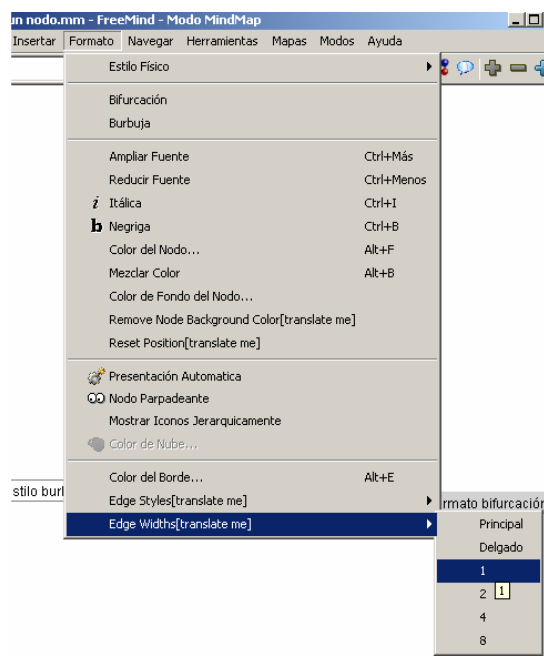 un nodo.mm - FreeMind - Modo MindMap
Insertar Formato Navegar Herramientas Mapas Modos Ayuda
Estilo Físico
Bifurcación
Burbuja
Ampliar Fuente Ctrl+Más
Reducir Fuente Ctrl+Menos
i Itálica Ctrl+I
b Negriga Ctrl+B
Color del Nodo... Alt+F
Mezclar Color Alt+B
Color de Fondo del Nodo...
Remove Node Background Color[translate me]
Reset Position[translate me]
Presentación Automatica
Nodo Parpadeante
Mostrar Iconos Jerarquicamente
Color de Nube...
Color del Borde... Alt+E
stilo burl
Edge Styles[translate me]
rmato bifurcación
Edge Widths[translate me]
Principal
Delgado
1
2 1
4
8